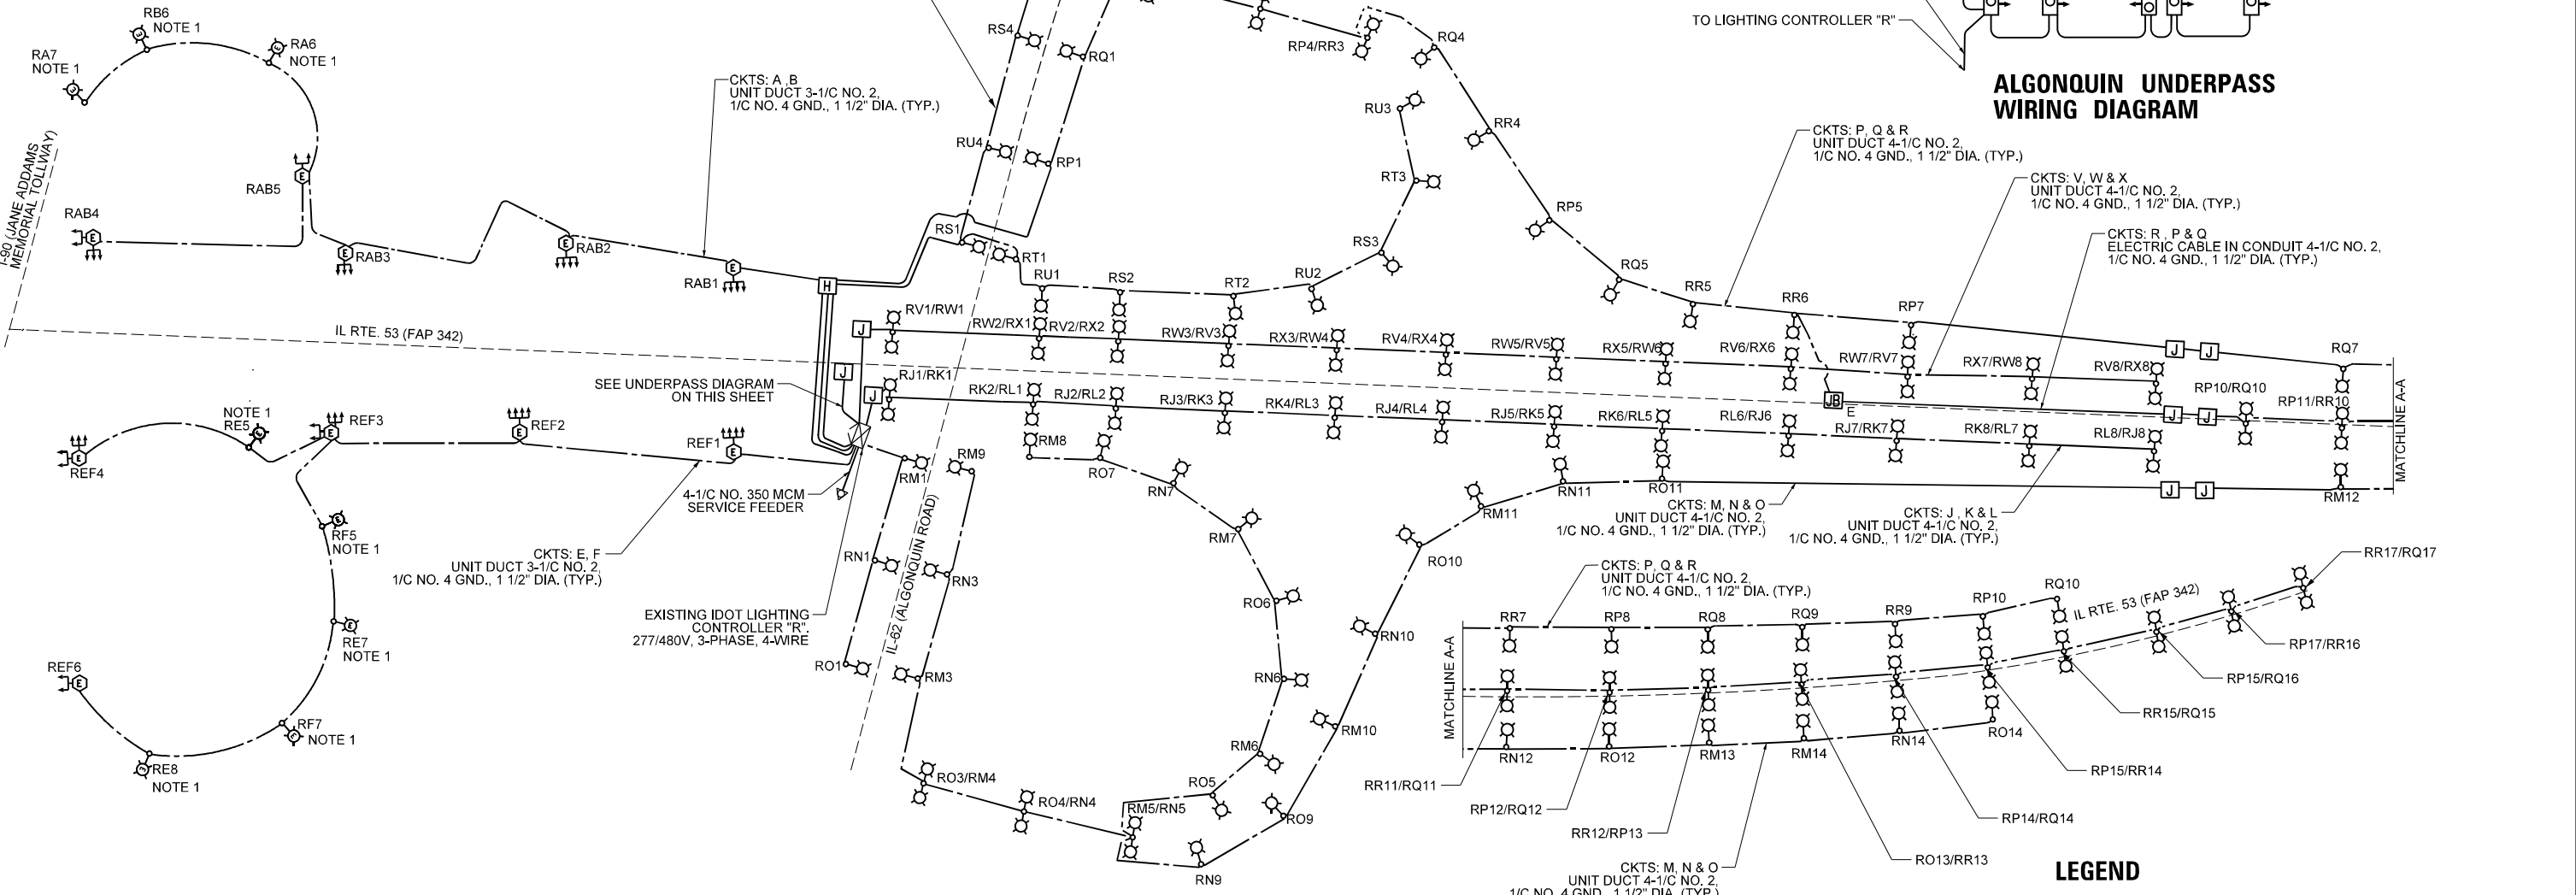 RB6
NOTE 1
RA7
NOTE 1
RA6
NOTE 1
RAB5
RAB4
RAB3
RAB2
RAB1
I-90 (JANE ADDAMS
MEMORIAL TOLLWAY)
CKTS: A ,B
UNIT DUCT 3-1/C NO. 2,
1/C NO. 4 GND., 1 1/2" DIA. (TYP.)
RS4
RQ1
RU4
RP1
RS1
RT1
RP4/RR3
RQ4
RU3
RR4
RT3
RP5
RS3
RQ5
RU1
RS2
RT2
RU2
RR5
RR6
RP7
RQ7
TO LIGHTING CONTROLLER "R"
ALGONQUIN UNDERPASS
WIRING DIAGRAM
CKTS: P, Q & R
UNIT DUCT 4-1/C NO. 2,
1/C NO. 4 GND., 1 1/2" DIA. (TYP.)
CKTS: V, W & X
UNIT DUCT 4-1/C NO. 2,
1/C NO. 4 GND., 1 1/2" DIA. (TYP.)
CKTS: R , P & Q
ELECTRIC CABLE IN CONDUIT 4-1/C NO. 2,
1/C NO. 4 GND., 1 1/2" DIA. (TYP.)
H
J
J
J
IL RTE. 53 (FAP 342)
RV1/RW1
RW2/RX1
RV2/RX2
RW3/RV3
RX3/RW4
RV4/RX4
RW5/RV5
RX5/RW6
RV6/RX6
RW7/RV7
RX7/RW8
RV8/RX8
J J
JB
E
J J
RP10/RQ10
RP11/RR10
MATCHLINE A-A
SEE UNDERPASS DIAGRAM
ON THIS SHEET
RJ1/RK1
RK2/RL1
RJ2/RL2
RJ3/RK3
RK4/RL3
RJ4/RL4
RJ5/RK5
RK6/RL5
RL6/RJ6
RJ7/RK7
RK8/RL7
RL8/RJ8
NOTE 1
RE5
REF3
REF2
REF1
REF4
RF5
NOTE 1
RE7
NOTE 1
REF6
RF7
NOTE 1
RE8
NOTE 1
CKTS: E, F
UNIT DUCT 3-1/C NO. 2,
1/C NO. 4 GND., 1 1/2" DIA. (TYP.)
4-1/C NO. 350 MCM
SERVICE FEEDER
EXISTING IDOT LIGHTING
CONTROLLER "R".
277/480V, 3-PHASE, 4-WIRE
RM1
RM9
RN1
RN3
RO1
RM3
IL-62 (ALGONQUIN ROAD)
RM8
RO7
RN7
RM7
RO6
RN6
RM6
RO5
RO3/RM4
RO4/RN4
RM5/RN5
RN9
RO9
RM10
RN10
RO10
RM11
RN11
RO11
J J
RM12
CKTS: M, N & O
UNIT DUCT 4-1/C NO. 2,
1/C NO. 4 GND., 1 1/2" DIA. (TYP.)
CKTS: J , K & L
UNIT DUCT 4-1/C NO. 2,
1/C NO. 4 GND., 1 1/2" DIA. (TYP.)
CKTS: P, Q & R
UNIT DUCT 4-1/C NO. 2,
1/C NO. 4 GND., 1 1/2" DIA. (TYP.)
MATCHLINE A-A
RR7
RP8
RQ8
RQ9
RR9
RP10
RQ10
IL RTE. 53 (FAP 342)
RR17/RQ17
RP17/RR16
RP15/RQ16
RR15/RQ15
RP15/RR14
RP14/RQ14
RO13/RR13
RN12
RO12
RM13
RM14
RN14
RO14
RR11/RQ11
RP12/RQ12
RR12/RP13
CKTS: M, N & O
UNIT DUCT 4-1/C NO. 2,
1/C NO. 4 GND., 1 1/2" DIA. (TYP.)
LEGEND